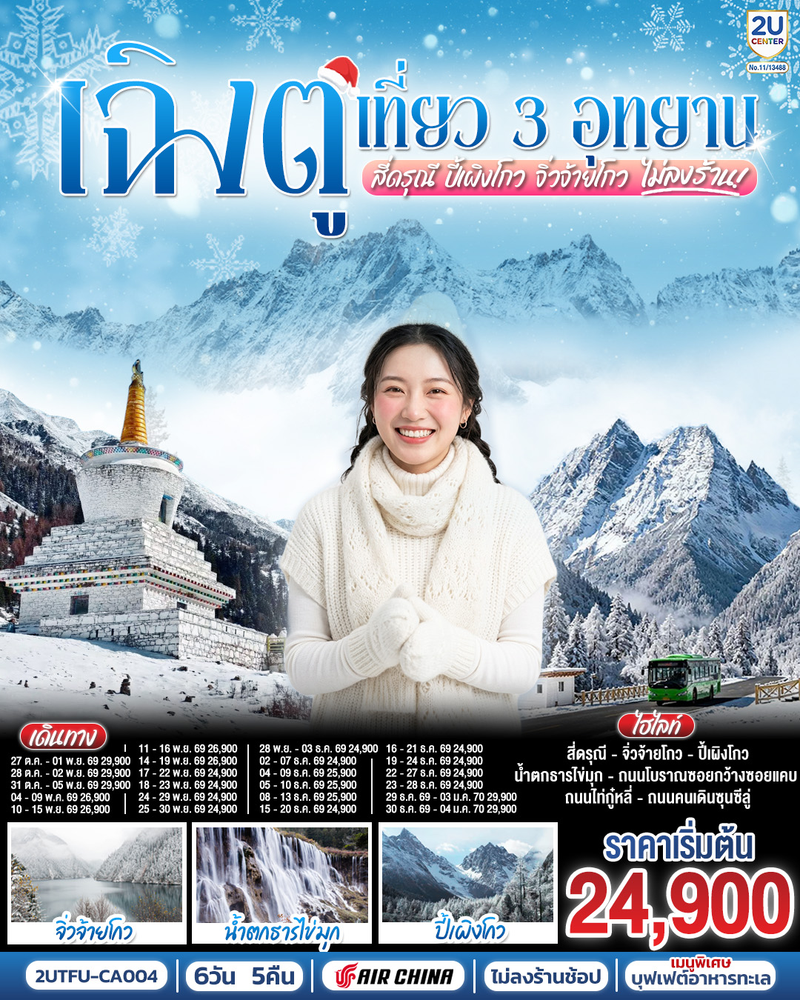 2U
CENTER
No.11/13488
เฉิงตู เที่ยว 3 อุทยาน
สี่ดรุณี ปี้เผิงโกว จิ่วจ้ายโกว ไม่ลงร้าน!
เดินทาง
27 ต.ค. - 01 พ.ย. 69 29,900
28 ต.ค. - 02 พ.ย. 69 29,900
31 ต.ค. - 05 พ.ย. 69 29,900
04 - 09 พ.ค. 69 26,900
10 - 15 พ.ย. 69 26,900
11 - 16 พ.ย. 69 26,900
14 - 19 พ.ย. 69 26,900
17 - 22 พ.ย. 69 24,900
18 - 23 พ.ย. 69 24,900
24 - 29 พ.ย. 69 24,900
25 - 30 พ.ย. 69 24,900
28 พ.ย. - 03 ธ.ค. 69 24,900
02 - 07 ธ.ค. 69 24,900
04 - 09 ธ.ค. 69 25,900
05 - 10 ธ.ค. 69 25,900
08 - 13 ธ.ค. 69 25,900
15 - 20 ธ.ค. 69 24,900
16 - 21 ธ.ค. 69 24,900
19 - 24 ธ.ค. 69 24,900
22 - 27 ธ.ค. 69 24,900
23 - 28 ธ.ค. 69 24,900
29 ธ.ค. 69 - 03 ม.ค. 70 29,900
30 ธ.ค. 69 - 04 ม.ค. 70 29,900
ไฮไลท์
สี่ดรุณี - จิ่วจ้ายโกว - ปี้เผิงโกว
น้ำตกธารไข่มุก - ถนนโบราณซอยกว้างซอยแคบ
ถนนไท่กู๋หลี่ - ถนนคนเดินชุนซีลู่
จิ่วจ้ายโกว
น้ำตกธารไข่มุก
ปี้เผิงโกว
ราคาเริ่มต้น
24,900
2UTFU-CA004
6วัน 5คืน
AIR CHINA
ไม่ลงร้านช้อป
เมนูพิเศษ
บุฟเฟต์อาหารทะเล